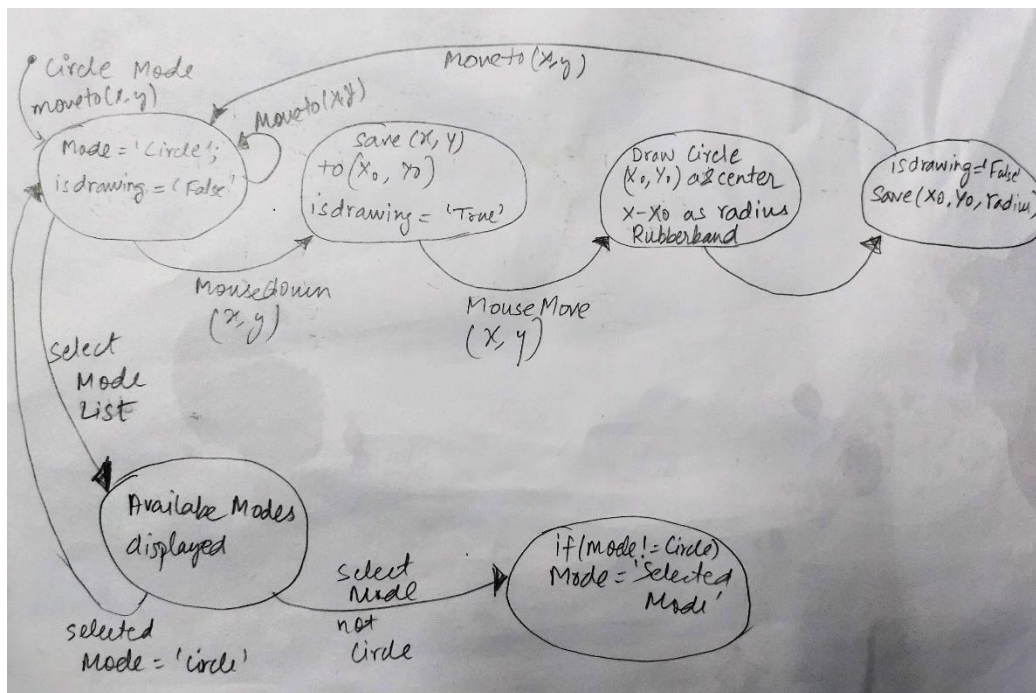 Circle Mode
moveto(x,y)
Moveto(x,y)
Moveto(x,y)
Mode = 'Circle';
isdrawing = 'False'
save (x, y)
to (x₀, y₀)
isdrawing = 'True'
Draw Circle
(x₀, y₀) as center
x-x₀ as radius
Rubberband
isdrawing='False'
Save(x₀, y₀, radius)
Mousedown
(x, y)
MouseMove
(x, y)
select
Mode
List
Availabe Modes
displayed
select
Mode
not
Circle
if(mode!=Circle)
Mode='Selected
Mode'
selected
Mode = 'circle'